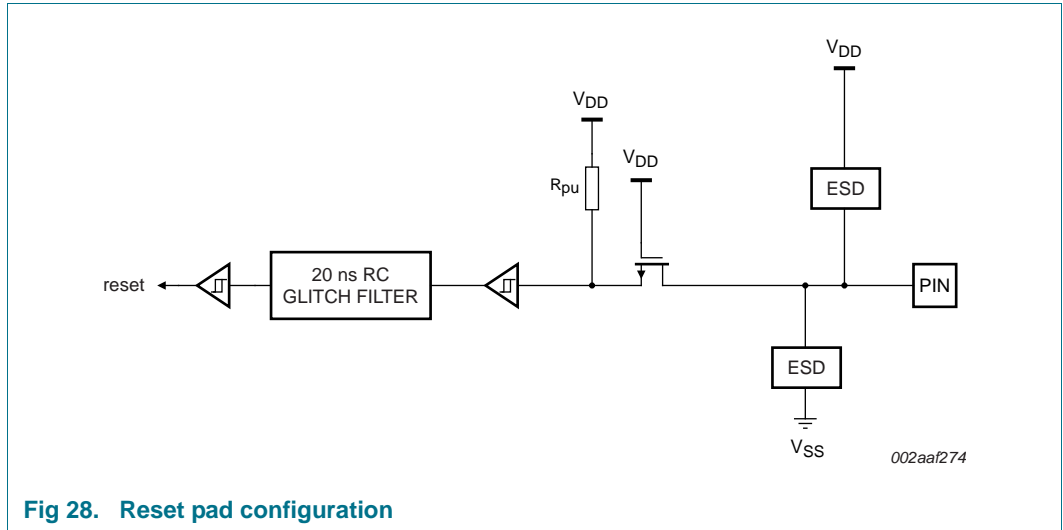 VDD
VDD
VDD
Rpu
ESD
reset
20 ns RC
GLITCH FILTER
PIN
ESD
VSS
002aaf274
Fig 28. Reset pad configuration